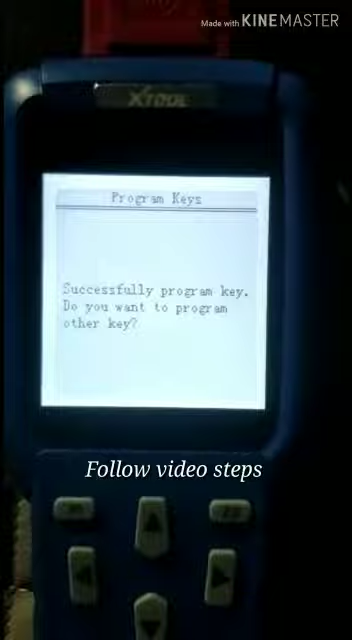 Made with KINEMASTER
XTOOL
Program Keys
Successfully program key.
Do you want to program
other key?
Follow video steps